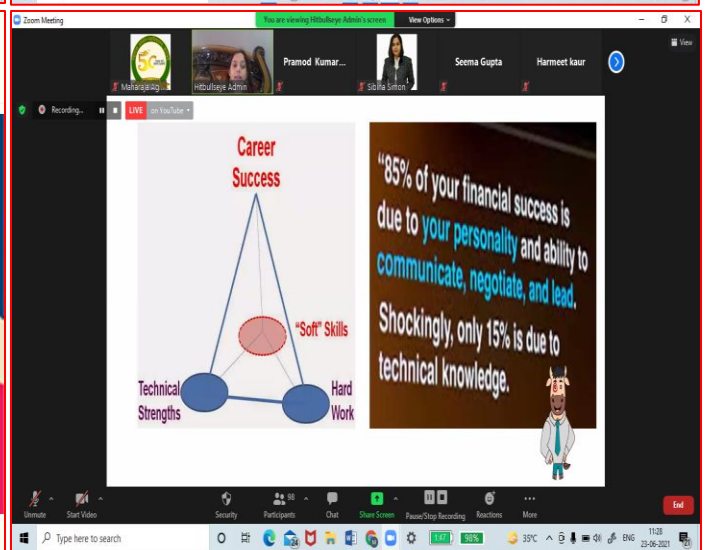 Zoom Meeting
You are viewing Hitbullseye Admin's screen View Options
View
Maharaja Ag...
Hitbullseye Admin
Pramod Kumar...
Sibina Simon
Seema Gupta
Harmeet kaur
Recording... LIVE on YouTube
Career
Success
"Soft" Skills
Technical
Strengths
Hard
Work
"85% of your financial success is
due to your personality and ability to
communicate, negotiate, and lead.
Shockingly, only 15% is due to
technical knowledge.
Unmute Start Video Security Participants 98 Chat Share Screen Pause/Stop Recording Reactions More End
Type here to search 24 1:47 98% 35°C ENG 11:28
23-06-2021 21